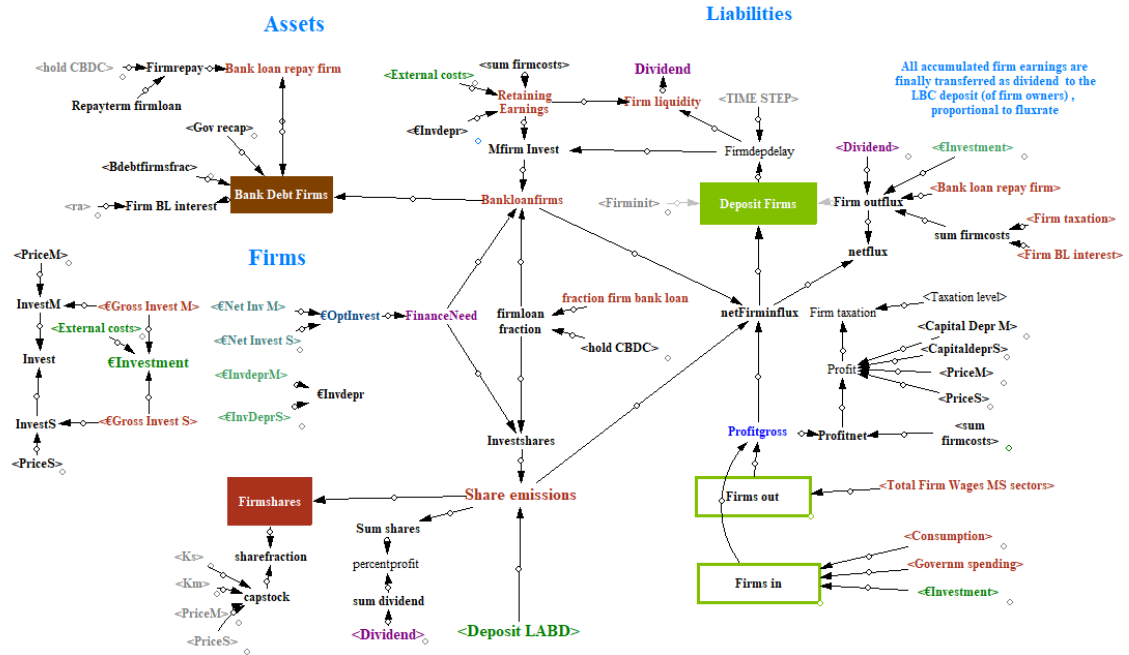 Assets
Liabilities
<hold CBDC>
Firmrepay
Bank loan repay firm
Repayterm firmloan
<Gov recap>
<Bdebtfirmsfrac>
<ra>
Firm BL interest
Bank Debt Firms
<sum firmcosts>
<External costs>
Retaining
Earnings
<€Invdepr>
Mfirm Invest
Bankloanfirms
Dividend
Firm liquidity
<TIME STEP>
Firmdepdelay
<Firminit>
Deposit Firms
All accumulated firm earnings are
finally transferred as dividend to the
LBC deposit (of firm owners) ,
proportional to fluxrate
<Dividend>
<€Investment>
<Bank loan repay firm>
Firm outflux
<Firm taxation>
sum firmcosts
netflux
<Firm BL interest>
Firms
<PriceM>
InvestM
<€Gross Invest M>
<External costs>
Invest
€Investment
InvestS
<€Gross Invest S>
<PriceS>
<€Net Inv M>
€OptInvest
<€Net Invest S>
<€InvdeprM>
€Invdepr
<€InvDeprS>
FinanceNeed
firmloan
fraction
fraction firm bank loan
<hold CBDC>
netFirminflux
<Taxation level>
Firm taxation
<Capital Depr M>
<CapitaldeprS>
Profit
<PriceM>
<PriceS>
Investshares
Profitgross
Profitnet
<sum
firmcosts>
Firmshares
Share emissions
Firms out
<Total Firm Wages MS sectors>
Sum shares
<Ks>
sharefraction
percentprofit
<Km>
capstock
sum dividend
<PriceM>
<PriceS>
<Dividend>
<Deposit LABD>
<Consumption>
<Governm spending>
Firms in
<€Investment>